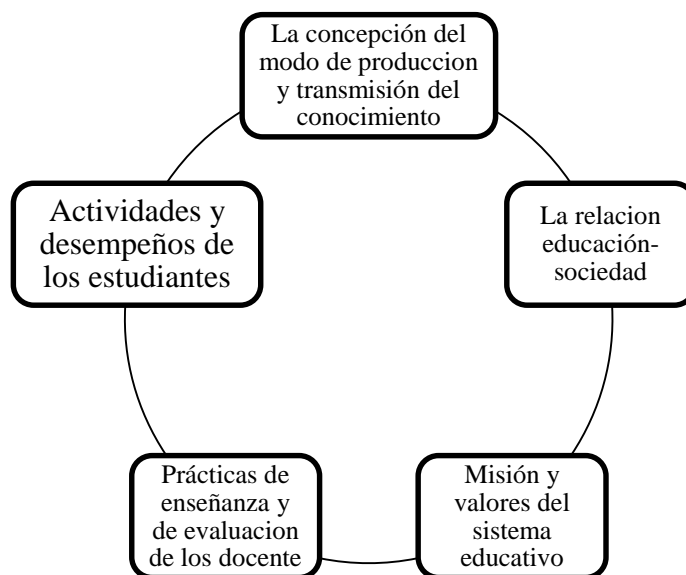 La concepción del
modo de produccion
y transmisión del
conocimiento
La relacion
educación-
sociedad
Misión y
valores del
sistema
educativo
Prácticas de
enseñanza y
de evaluacion
de los docente
Actividades y
desempeños de
los estudiantes